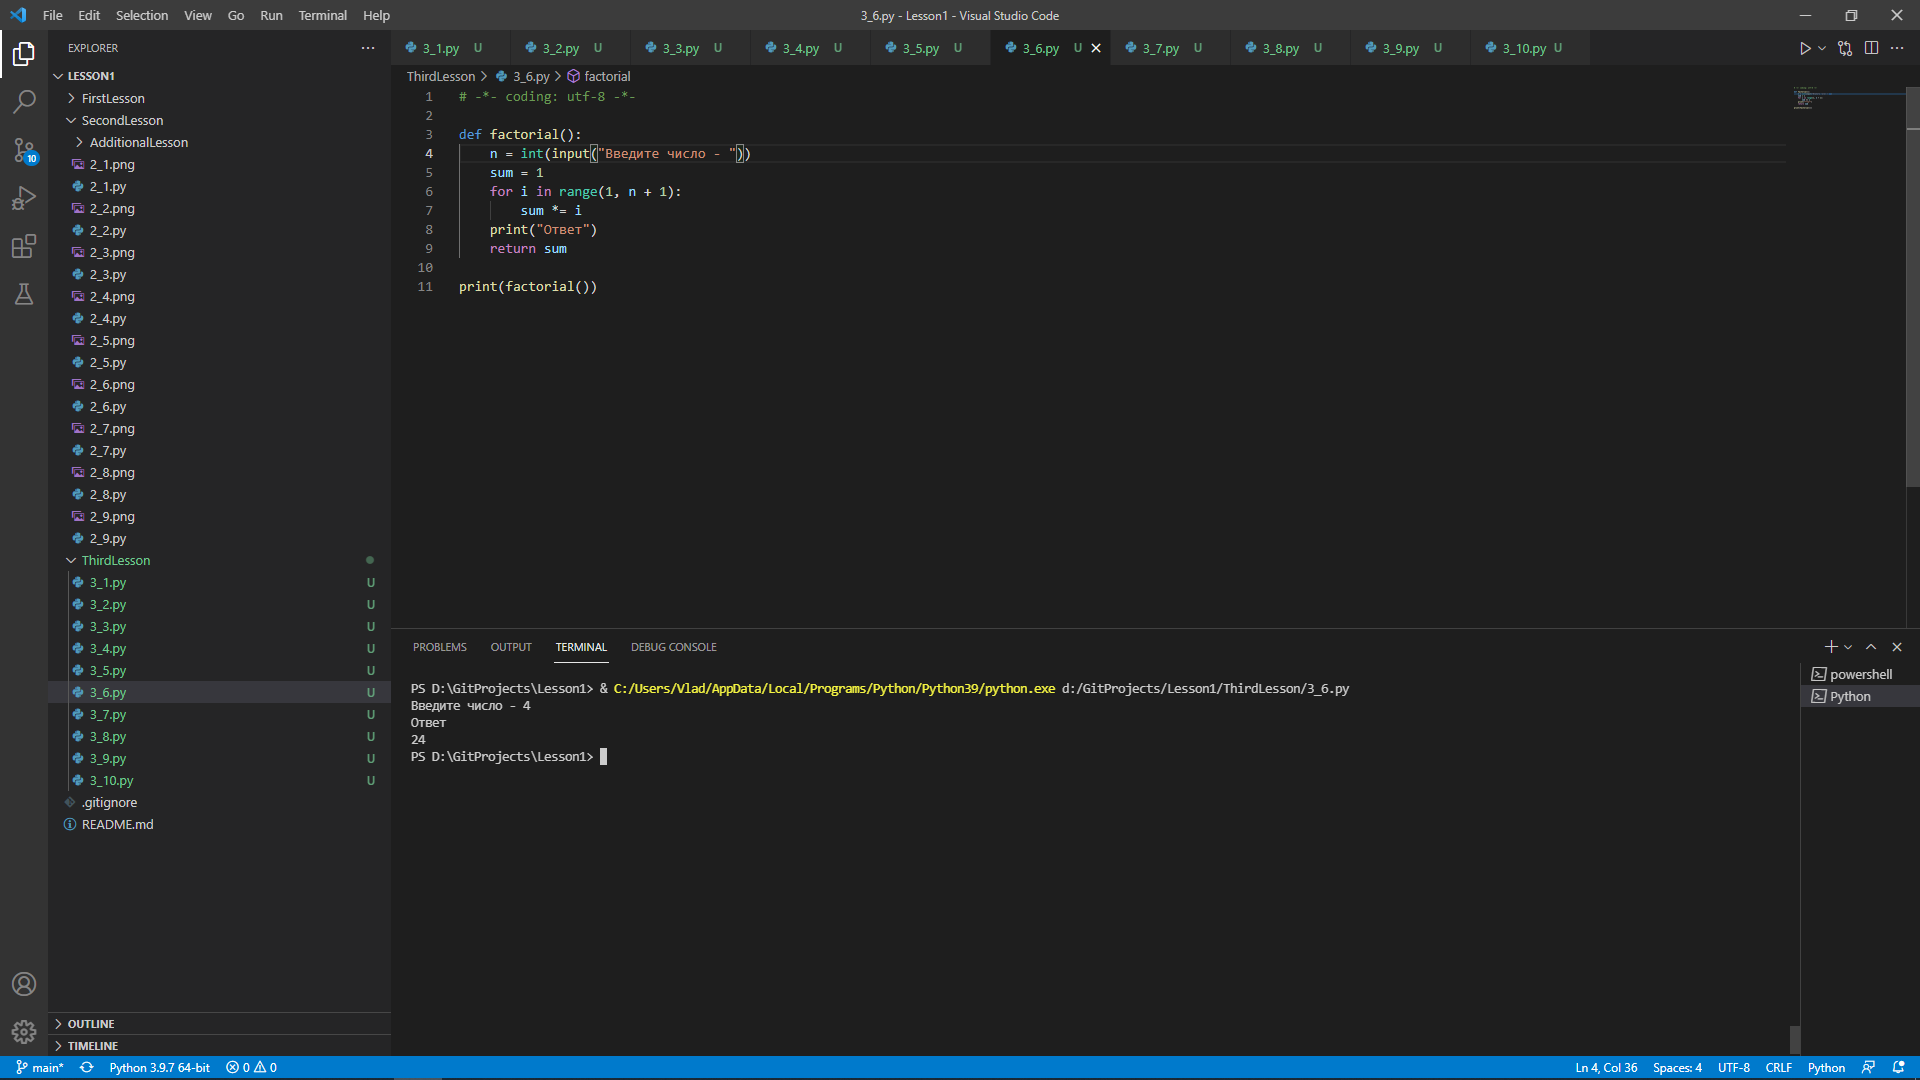 File Edit Selection View Go Run Terminal Help
3_6.py - Lesson1 - Visual Studio Code
EXPLORER
LESSON1
FirstLesson
SecondLesson
AdditionalLesson
2_1.png
2_1.py
2_2.png
2_2.py
2_3.png
2_3.py
2_4.png
2_4.py
2_5.png
2_5.py
2_6.png
2_6.py
2_7.png
2_7.py
2_8.png
2_8.py
2_9.png
2_9.py
ThirdLesson
3_1.py U
3_2.py U
3_3.py U
3_4.py U
3_5.py U
3_6.py U
3_7.py U
3_8.py U
3_9.py U
3_10.py U
.gitignore
README.md
OUTLINE
TIMELINE
10
3_1.py U 3_2.py U 3_3.py U 3_4.py U 3_5.py U 3_6.py U 3_7.py U 3_8.py U 3_9.py U 3_10.py U
ThirdLesson > 3_6.py > factorial
1 # -*- coding: utf-8 -*-
2
3 def factorial():
4 n = int(input("Введите число - "))
5 sum = 1
6 for i in range(1, n + 1):
7 sum *= i
8 print("Ответ")
9 return sum
10
11 print(factorial())
PROBLEMS OUTPUT TERMINAL DEBUG CONSOLE
PS D:\GitProjects\Lesson1> & C:/Users/Vlad/AppData/Local/Programs/Python/Python39/python.exe d:/GitProjects/Lesson1/ThirdLesson/3_6.py
Введите число - 4
Ответ
24
PS D:\GitProjects\Lesson1>
powershell
Python
main* Python 3.9.7 64-bit 0 0 Ln 4, Col 36 Spaces: 4 UTF-8 CRLF Python